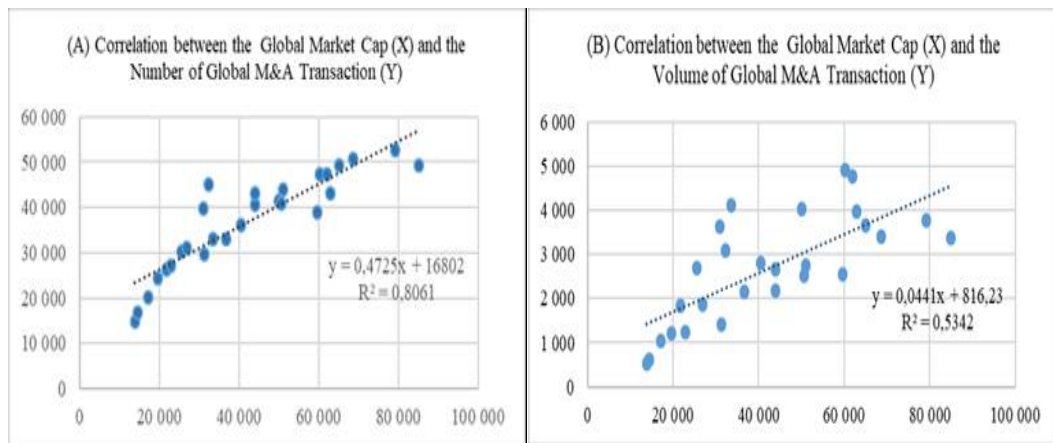 (A) Correlation between the Global Market Cap (X) and the
Number of Global M&A Transaction (Y)
60 000
50 000
40 000
30 000
20 000
10 000
0
y = 0,4725x + 16802
R² = 0,8061
0 20 000 40 000 60 000 80 000 100 000
(B) Correlation between the Global Market Cap (X) and the
Volume of Global M&A Transaction (Y)
6 000
5 000
4 000
3 000
2 000
1 000
0
y = 0,0441x + 816,23
R² = 0,5342
0 20 000 40 000 60 000 80 000 100 000